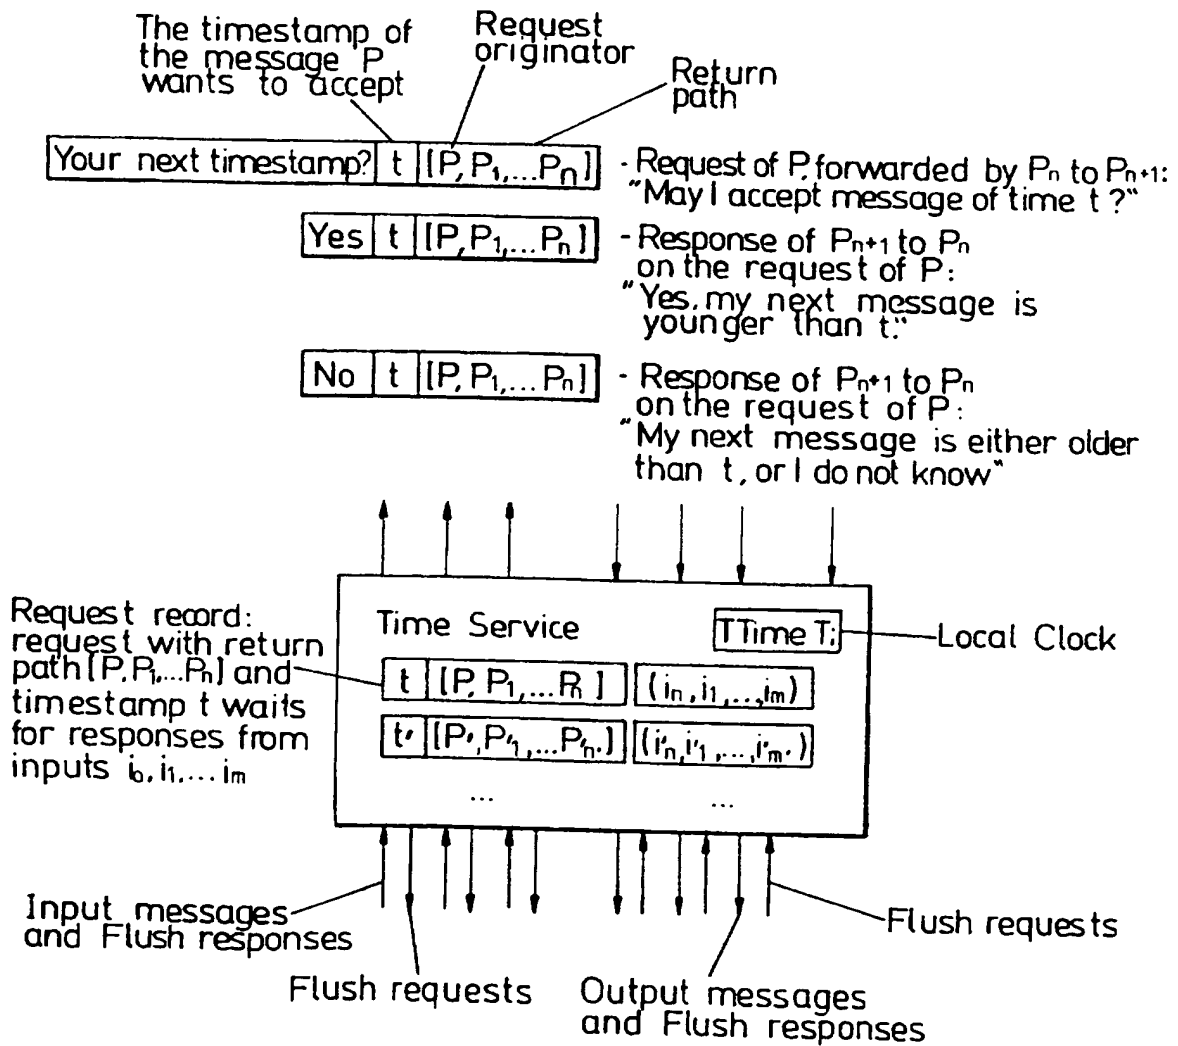 The timestamp of
the message P
wants to accept
Request
originator
Return
path
Your next timestamp? t [P, P₁,...Pₙ]
- Request of P, forwarded by Pₙ to Pₙ₊₁:
"May I accept message of time t ?"
Yes t [P, P₁,...Pₙ]
- Response of Pₙ₊₁ to Pₙ
on the request of P:
"Yes, my next message is
younger than t."
No t [P, P₁,... Pₙ]
- Response of Pₙ₊₁ to Pₙ
on the request of P:
"My next message is either older
than t, or I do not know"
Time Service
TTime Tᵢ
Local Clock
Request record:
request with return
path [P, P₁,...Pₙ] and
timestamp t waits
for responses from
inputs i₀, i₁,... iₘ
t [P, P₁,...Pₙ ] (iₙ, i₁,...,iₘ)
t' [P', P'₁,...P'ₙ'] (i'ₙ, i'₁,...,i'ₘ')
... ...
Input messages
and Flush responses
Flush requests
Output messages
and Flush responses
Flush requests